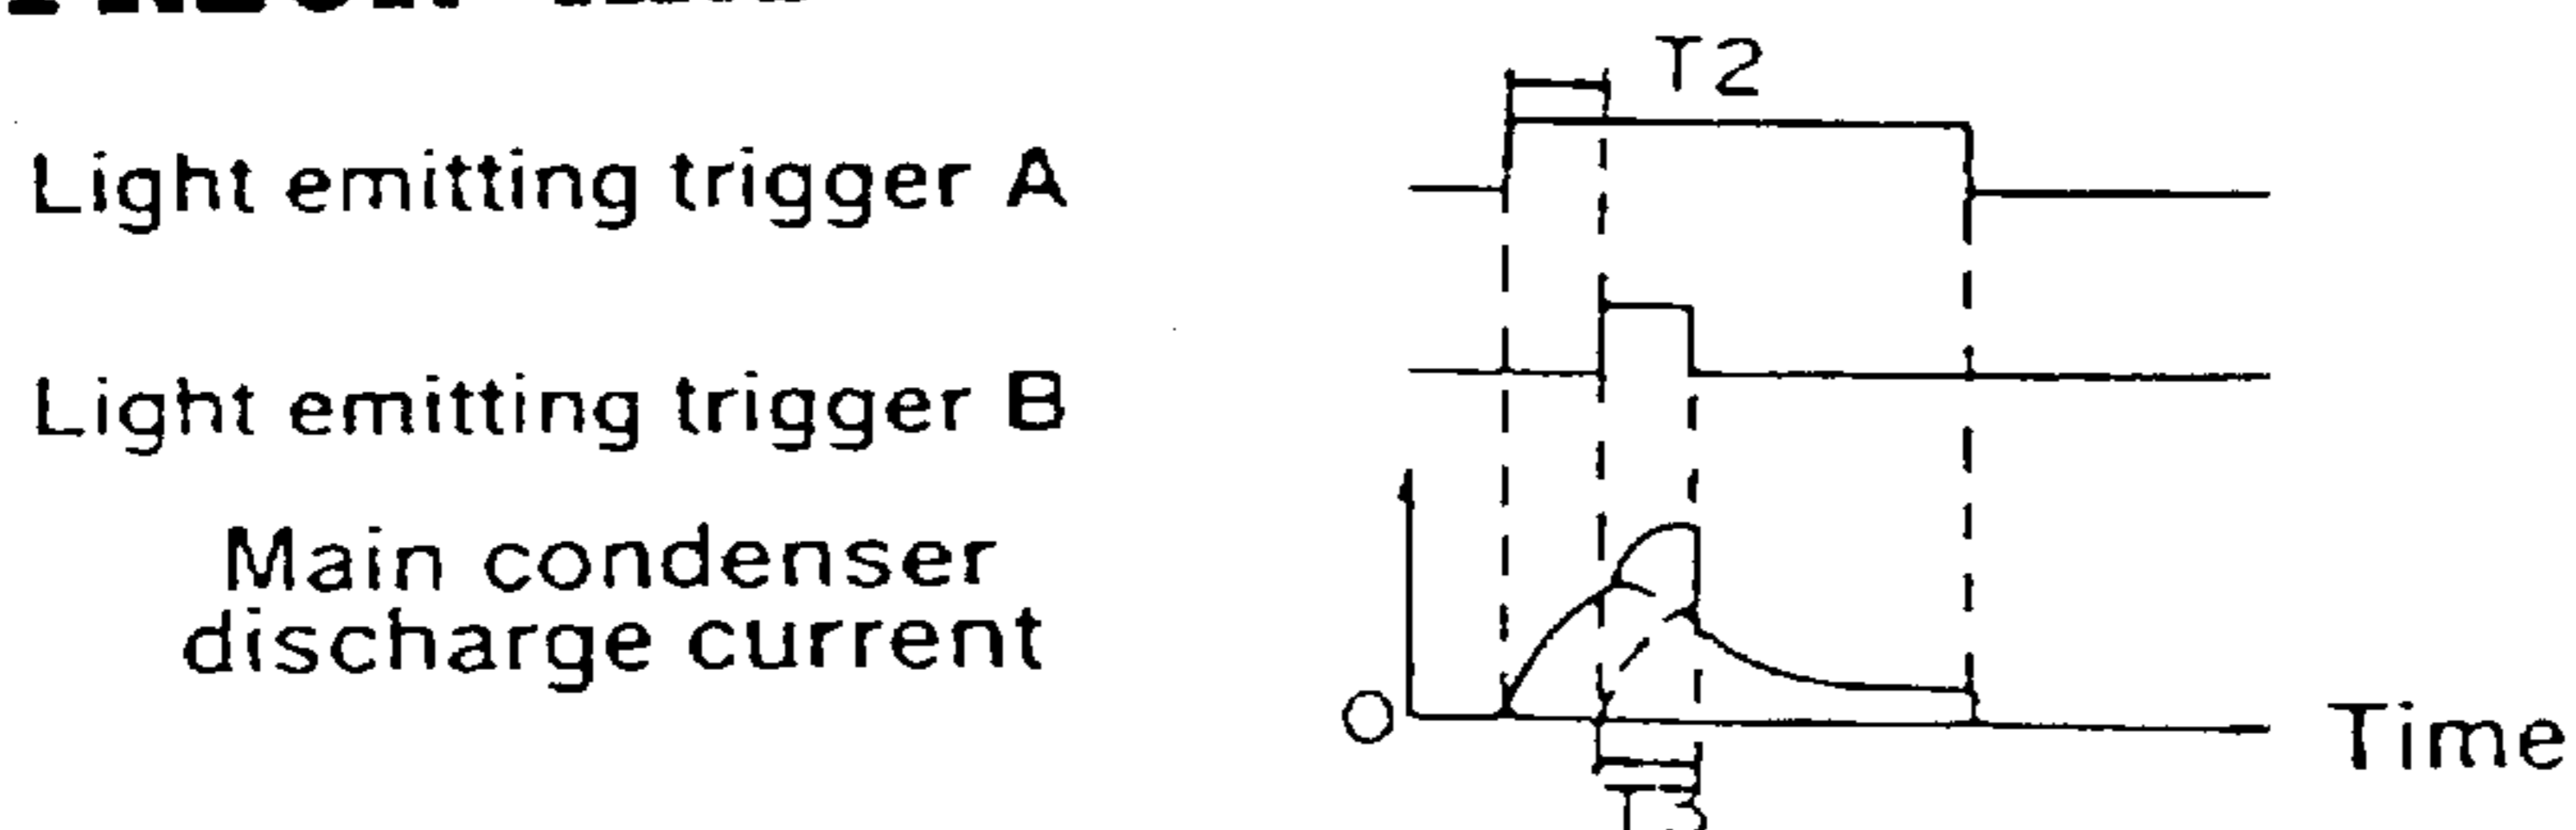 T2
Light emitting trigger A
Light emitting trigger B
Main condenser
discharge current
O
Time
T3